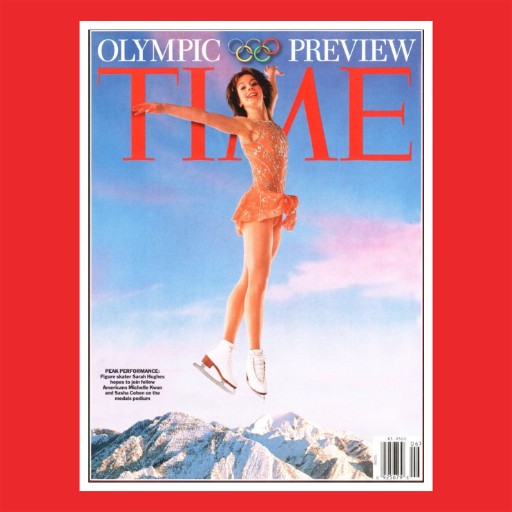 OLYMPIC PREVIEW
TIME
PEAK PERFORMANCE:
Figure skater Sarah Hughes
hopes to join fellow
Americans Michelle Kwan
and Sasha Cohen on the
medals podium